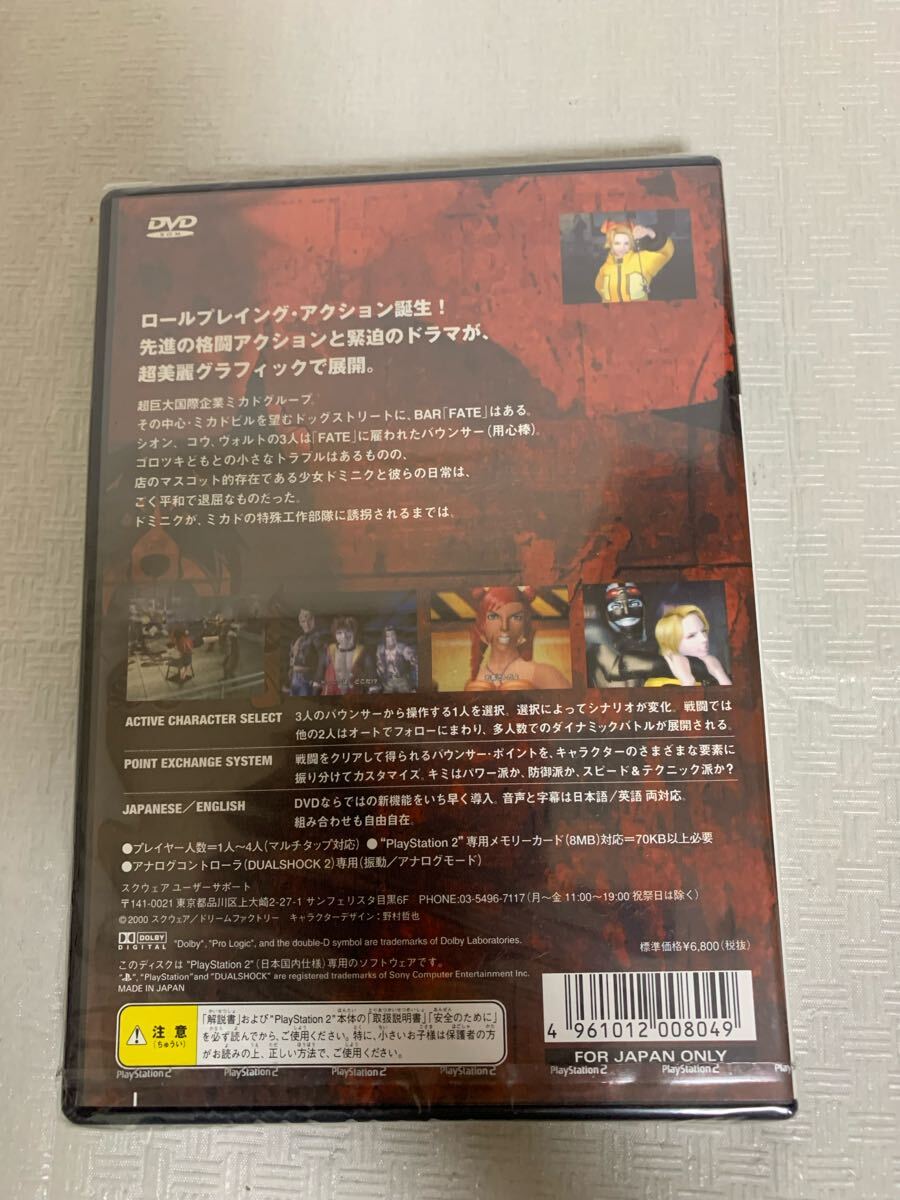 DVD
ROM
ロールプレイング・アクション誕生！
先進の格闘アクションと緊迫のドラマが、
超美麗グラフィックで展開。
超巨大国際企業ミカドグループ。
その中心・ミカドビルを望むドッグストリートに、BAR「FATE」はある。
シオン、コウ、ヴォルトの3人は「FATE」に雇われたバウンサー（用心棒）。
ゴロツキどもとの小さなトラブルはあるものの、
店のマスコット的存在である少女ドミニクと彼らの日常は、
ごく平和で退屈なものだった。
ドミニクが、ミカドの特殊工作部隊に誘拐されるまでは。
どこだ!?
ACTIVE CHARACTER SELECT 3人のバウンサーから操作する1人を選択。選択によってシナリオが変化。戦闘では
他の2人はオートでフォローにまわり、多人数でのダイナミックバトルが展開される。
POINT EXCHANGE SYSTEM 戦闘をクリアして得られるバウンサー・ポイントを、キャラクターのさまざまな要素に
振り分けてカスタマイズ。キミはパワー派か、防御派か、スピード＆テクニック派か？
JAPANESE／ENGLISH DVDならではの新機能をいち早く導入。音声と字幕は日本語／英語 両対応。
組み合わせも自由自在。
●プレイヤー人数＝1人～4人（マルチタップ対応） ●“PlayStation 2”専用メモリーカード（8MB）対応＝70KB以上必要
●アナログコントローラ（DUALSHOCK 2）専用（振動／アナログモード）
スクウェア ユーザーサポート
〒141-0021 東京都品川区上大崎2-27-1 サンフェリスタ目黒6F PHONE:03-5496-7117（月～金 11:00～19:00 祝祭日は除く）
©2000 スクウェア／ドリームファクトリー キャラクターデザイン：野村哲也
DOLBY
DIGITAL
"Dolby", "Pro Logic", and the double-D symbol are trademarks of Dolby Laboratories.
標準価格¥6,800（税抜）
このディスクは "PlayStation 2"（日本国内仕様）専用のソフトウェアです。
"PS", "PlayStation"and "DUALSHOCK" are registered trademarks of Sony Computer Entertainment Inc.
MADE IN JAPAN
注意
（ちゅうい）
「解説書」および"PlayStation 2"本体の「取扱説明書」「安全のために」
を必ず読んでから、ご使用ください。特に、小さいお子様は保護者の方
がお読みの上、正しい方法で、ご使用ください。
4 961012 008049
FOR JAPAN ONLY
PlayStation 2 PlayStation 2 PlayStation 2 PlayStation 2 PlayStation 2 PlayStation 2